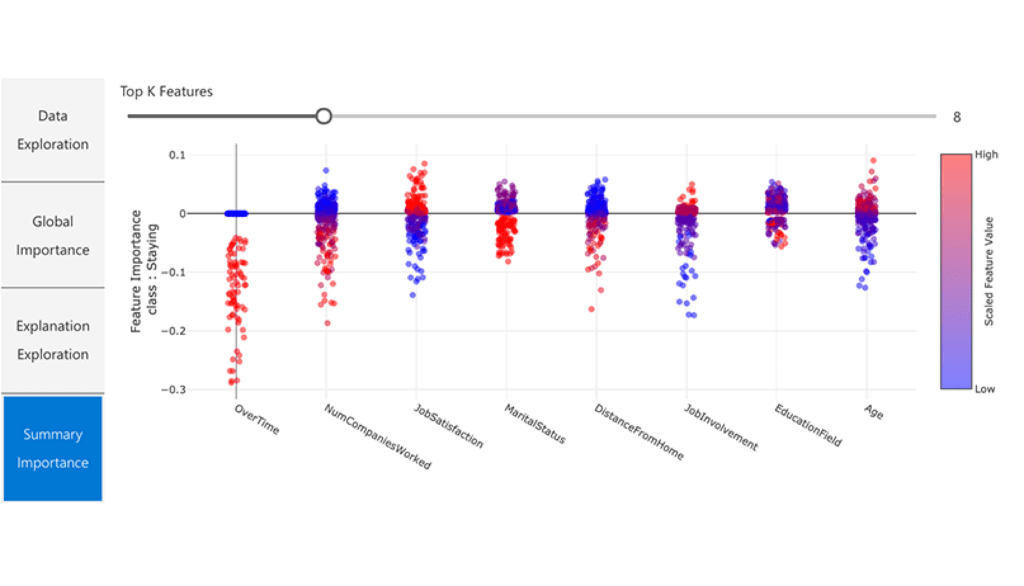 Top K Features
8
Data
Exploration
Global
Importance
Explanation
Exploration
Summary
Importance
Feature Importance
class : Staying
0.1
0
−0.1
−0.2
−0.3
OverTime
NumCompaniesWorked
JobSatisfaction
MaritalStatus
DistanceFromHome
JobInvolvement
EducationField
Age
High
Scaled Feature Value
Low